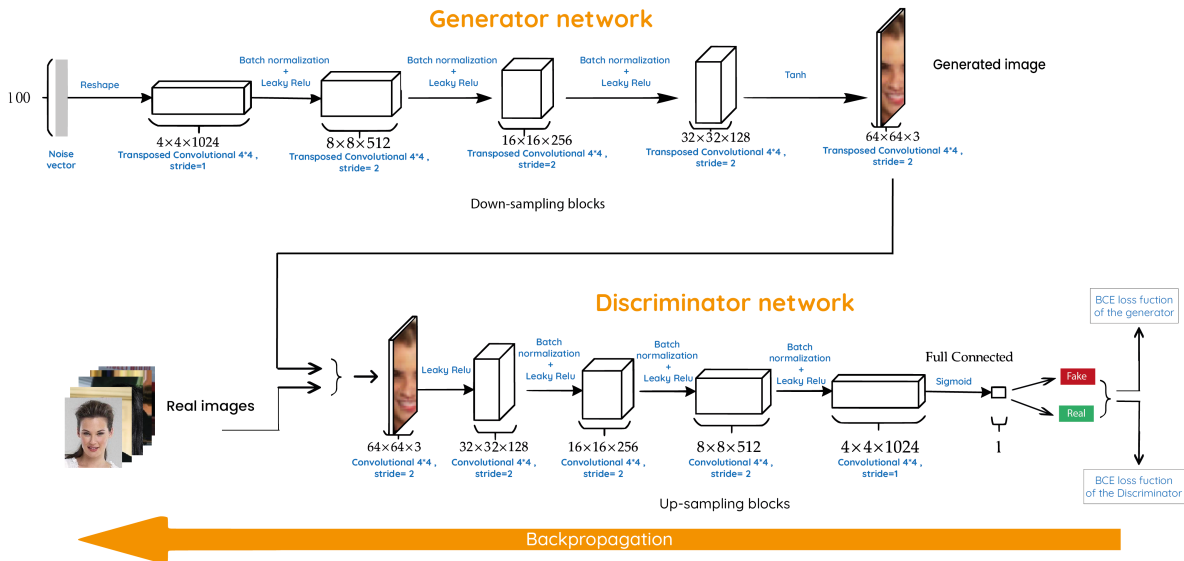 Generator network
100
Noise
vector
Reshape
4×4×1024
Transposed Convolutional 4*4 ,
stride=1
Batch normalization
+
Leaky Relu
8×8×512
Transposed Convolutional 4*4 ,
stride= 2
Batch normalization
+
Leaky Relu
16×16×256
Transposed Convolutional 4*4 ,
stride=2
Batch normalization
+
Leaky Relu
32×32×128
Transposed Convolutional 4*4 ,
stride= 2
Tanh
64×64×3
Transposed Convolutional 4*4 ,
stride= 2
Generated image
Down-sampling blocks
Discriminator network
Real images
64×64×3
Convolutional 4*4 ,
stride= 2
Leaky Relu
32×32×128
Convolutional 4*4 ,
stride=2
Batch
normalization
+
Leaky Relu
16×16×256
Convolutional 4*4 ,
stride= 2
Batch
normalization
+
Leaky Relu
8×8×512
Convolutional 4*4 ,
stride= 2
Batch
normalization
+
Leaky Relu
4×4×1024
Convolutional 4*4 ,
stride=1
Full Connected
Sigmoid
1
Fake
Real
BCE loss fuction
of the generator
BCE loss fuction
of the Discriminator
Up-sampling blocks
Backpropagation